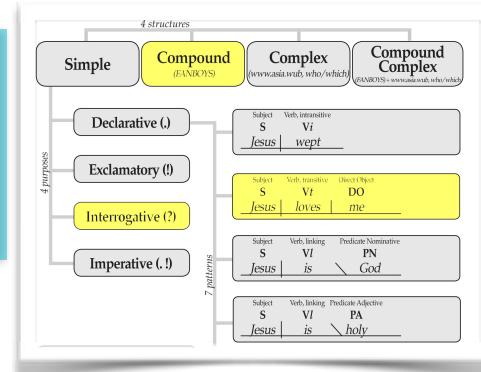 4 structures
Simple
Compound
(FANBOYS)
Complex
(www.asia.wub, who/which)
Compound
Complex
(FANBOYS) + www.asia.wub, who/which)
4 purposes
Declarative (.)
Exclamatory (!)
Interrogative (?)
Imperative (. !)
7 patterns
Subject Verb, intransitive
S Vi
Jesus wept
Subject Verb, transitive Direct Object
S Vt DO
Jesus loves me
Subject Verb, linking Predicate Nominative
S Vl PN
Jesus is God
Subject Verb, linking Predicate Adjective
S Vl PA
Jesus is holy